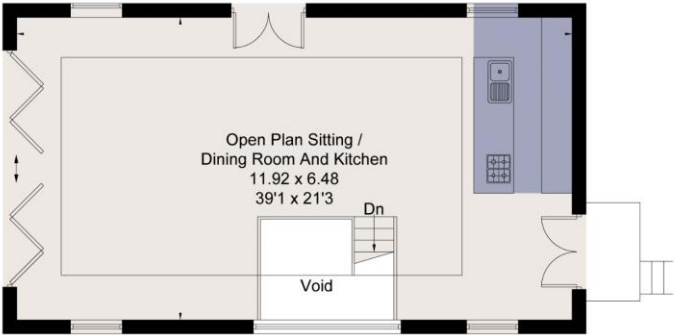 Open Plan Sitting /
Dining Room And Kitchen
11.92 x 6.48
39'1 x 21'3
Dn
Void